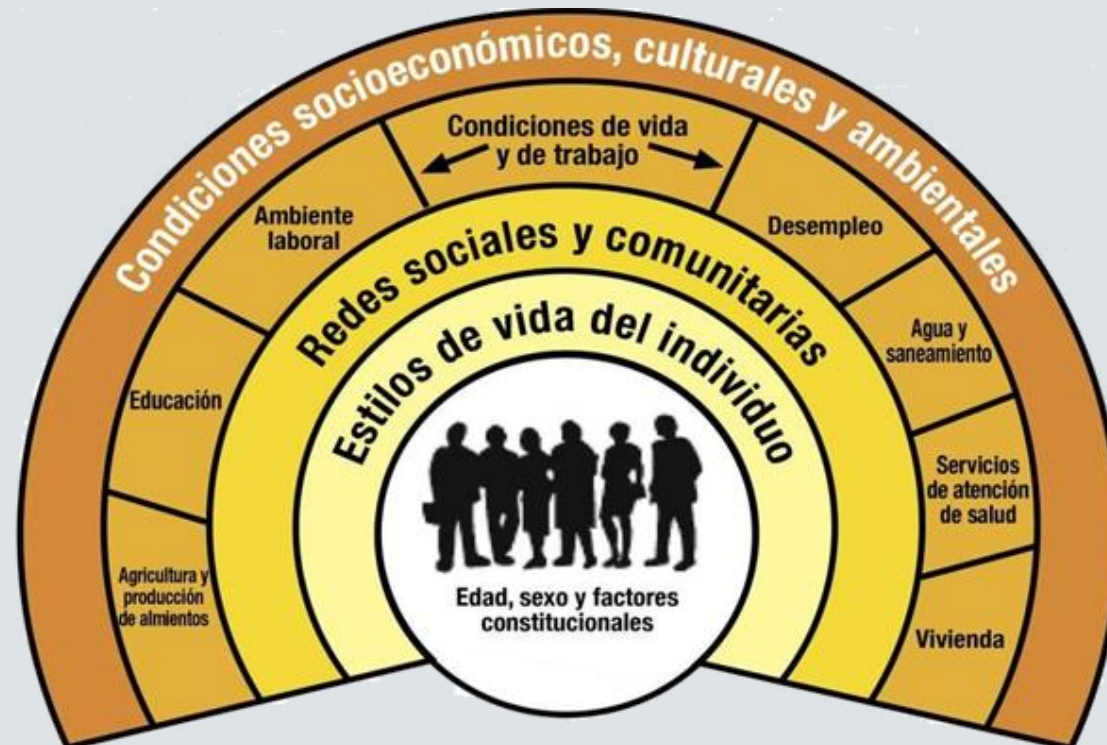 Condiciones socioeconómicos, culturales y ambientales
Condiciones de vida
y de trabajo
Ambiente
laboral
Desempleo
Educación
Agua y
saneamiento
Agricultura y
producción
de almientos
Servicios
de atención
de salud
Vivienda
Redes sociales y comunitarias
Estilos de vida del individuo
Edad, sexo y factores
constitucionales